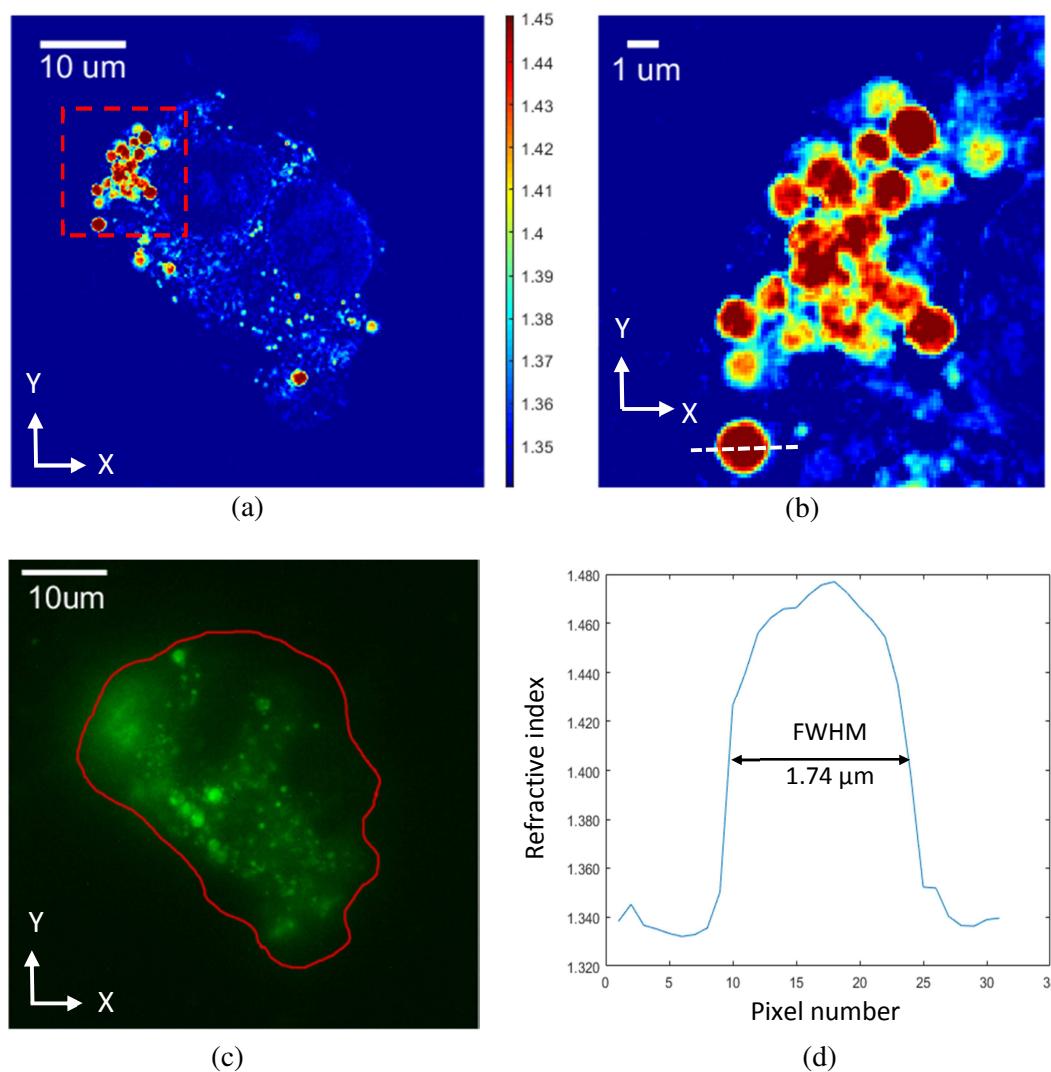 10 um
Y
X
(a)
1.45
1.44
1.43
1.42
1.41
1.4
1.39
1.38
1.37
1.36
1.35
1 um
Y
X
(b)
10um
Y
X
(c)
1.480
1.460
1.440
1.420
1.400
1.380
1.360
1.340
1.320
Refractive index
FWHM
1.74 µm
0 5 10 15 20 25 30 3
Pixel number
(d)